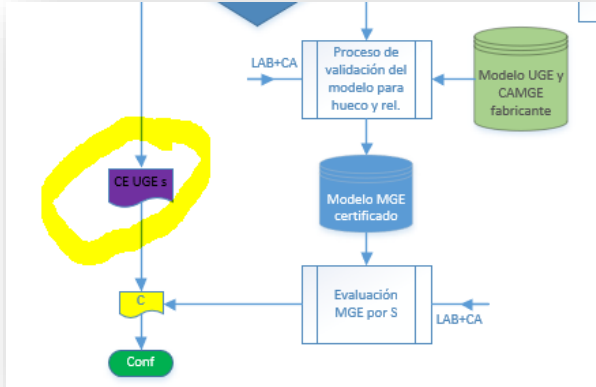 LAB+CA
Proceso de
validación del
modelo para
hueco y rel.
Modelo UGE y
CAMGE
fabricante
CE UGE s
Modelo MGE
certificado
C
Evaluación
MGE por S
LAB+CA
Conf